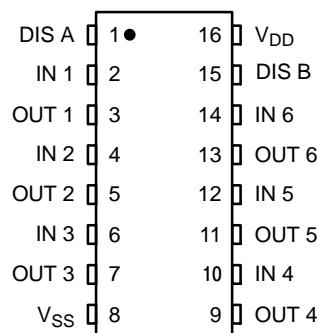 DIS A 1 16 VDD
IN 1 2 15 DIS B
OUT 1 3 14 IN 6
IN 2 4 13 OUT 6
OUT 2 5 12 IN 5
IN 3 6 11 OUT 5
OUT 3 7 10 IN 4
VSS 8 9 OUT 4